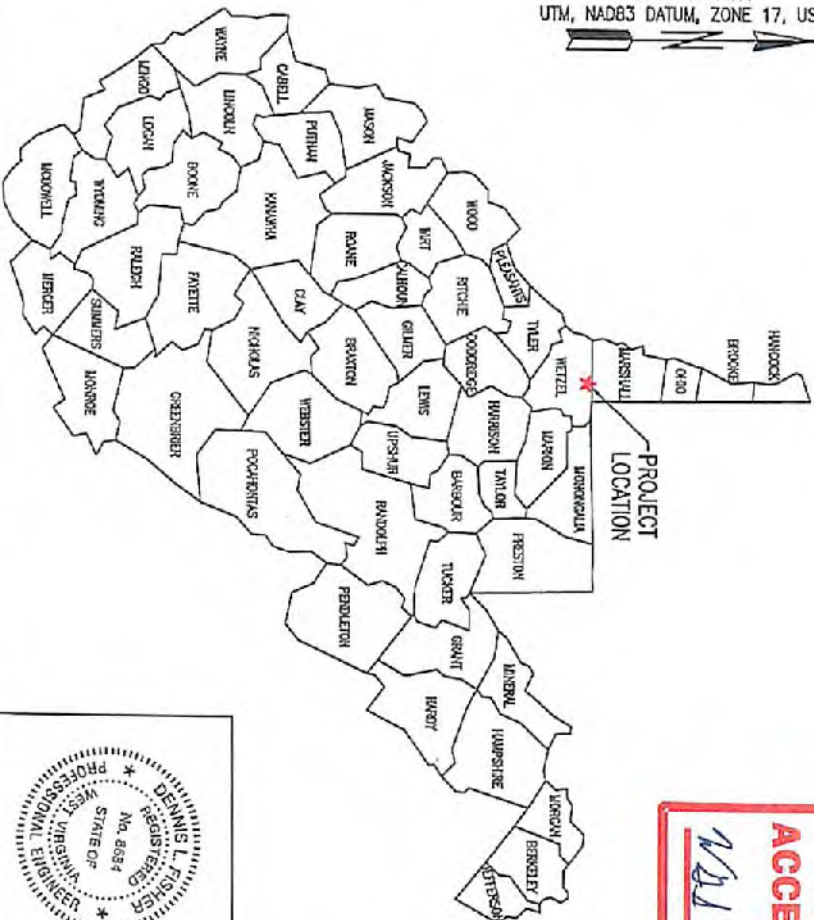 UTM, NAD83 DATUM, ZONE 17, US
HANCOCK
BROOKE
OHIO
MARSHALL
WETZEL
PROJECT
LOCATION
TYLER
PLEASANTS
WOOD
RITCHIE
DODDRIDGE
HARRISON
MARION
MONONGALIA
TAYLOR
PRESTON
WIRT
CALHOUN
GILMER
LEWIS
BARBOUR
UPSHUR
TUCKER
MASON
JACKSON
ROANE
BRAXTON
WEBSTER
RANDOLPH
GRANT
MINERAL
HAMPSHIRE
HARDY
MORGAN
BERKELEY
JEFFERSON
PENDLETON
CABELL
PUTNAM
KANAWHA
CLAY
NICHOLAS
POCAHONTAS
WAYNE
LINCOLN
BOONE
FAYETTE
GREENBRIER
MINGO
LOGAN
RALEIGH
SUMMERS
MONROE
WYOMING
MCDOWELL
MERCER
ACCE
DENNIS L. FISHER
REGISTERED
No. 8684
STATE OF
WEST VIRGINIA
PROFESSIONAL ENGINEER